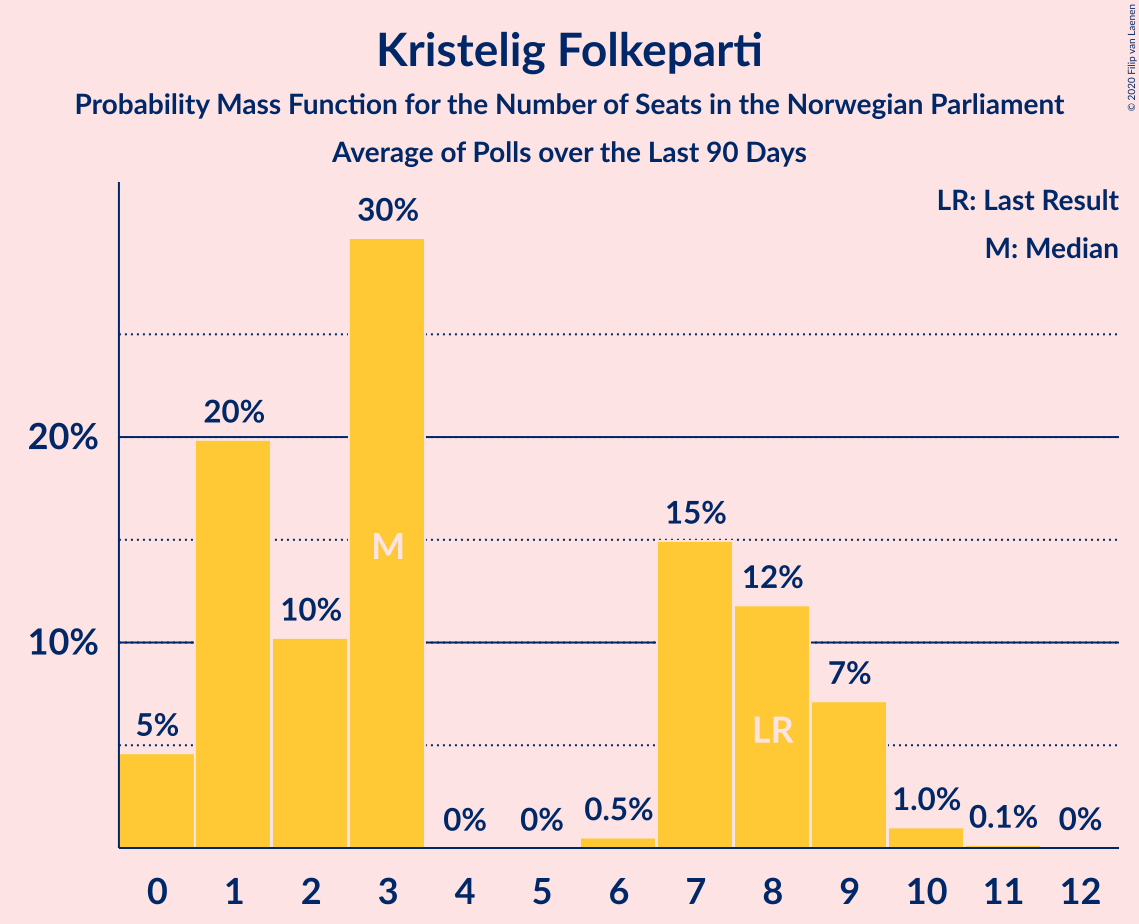 Kristelig Folkeparti
Probability Mass Function for the Number of Seats in the Norwegian Parliament
Average of Polls over the Last 90 Days
© 2020 Filip van Laenen
LR: Last Result
M: Median
30%
20%
20%
15%
M
12%
10%
10%
7%
5%
LR
0%
0%
0.5%
1.0%
0.1%
0%
0 1 2 3 4 5 6 7 8 9 10 11 12